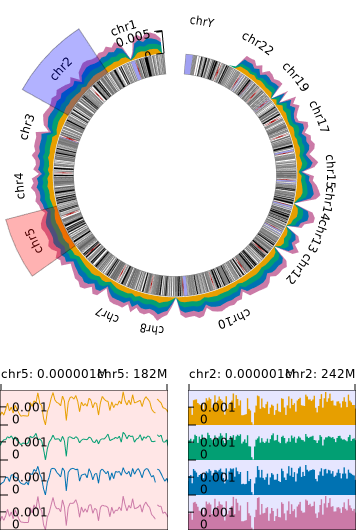 chrY
chr1
0.005
0
chr22
chr2
chr19
chr17
chr3
chr15
chr4
chr14
chr13
chr5
chr12
chr7
chr8
chr10
chr5: 0.000001M
chr5: 182M
chr2: 0.000001M
chr2: 242M
0.001
0
0.001
0
0.001
0
0.001
0
0.001
0
0.001
0
0.001
0
0.001
0